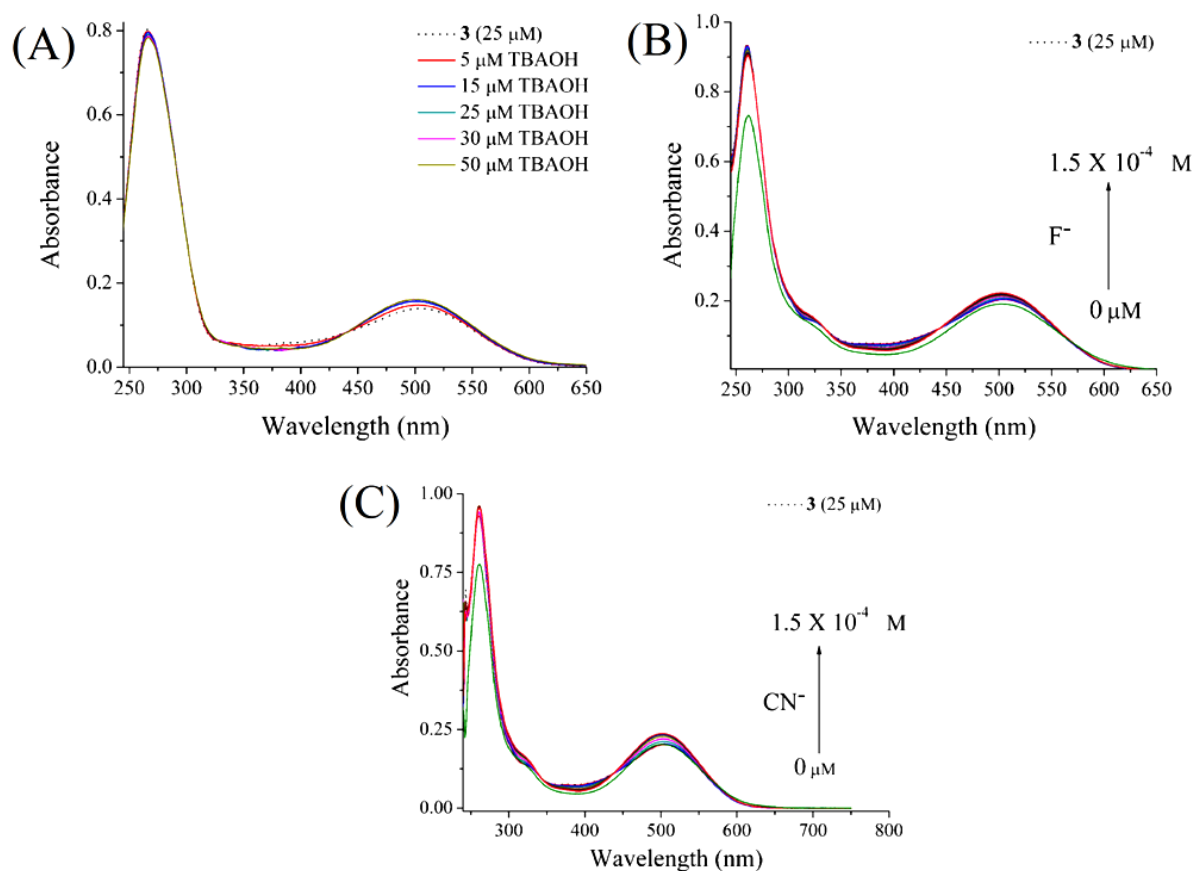 (A)
3 (25 μM)
5 μM TBAOH
15 μM TBAOH
25 μM TBAOH
30 μM TBAOH
50 μM TBAOH
Absorbance
0.8
0.6
0.4
0.2
0.0
250 300 350 400 450 500 550 600 650
Wavelength (nm)
(B)
3 (25 μM)
1.5 X 10⁻⁴ M
F⁻
0 μM
Absorbance
1.0
0.8
0.6
0.4
0.2
250 300 350 400 450 500 550 600 650
Wavelength (nm)
(C)
3 (25 μM)
1.5 X 10⁻⁴ M
CN⁻
0 μM
Absorbance
1.00
0.75
0.50
0.25
0.00
300 400 500 600 700 800
Wavelength (nm)